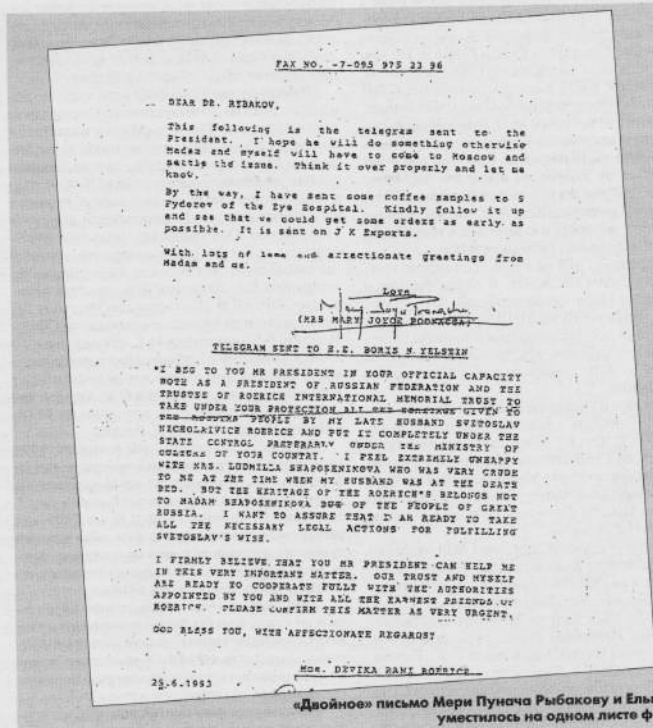 FAX NO. -7-095 975 23 96
DEAR DR. RYBAKOV,
This following is the telegram sent to the
President. I hope he will do something otherwise
Madam and myself will have to come to Moscow and
settle the issue. Think it over properly and let me
know.
By the way, I have sent some coffee samples to S
Fyderov of the Eye Hospital. Kindly follow it up
and see that we could get some orders as early as
possible. It is sent on J K Exports.
With lots of love and affectionate greetings from
Madam and me.
Love
(MRS MARY JOYCE POONACHA)
TELEGRAM SENT TO H.E. BORIS N YELSTIN
"I BEG TO YOU MR PRESIDENT IN YOUR OFFICIAL CAPACITY
BOTH AS A PRESIDENT OF RUSSIAN FEDERATION AND THE
TRUSTEE OF ROERICH INTERNATIONAL MEMORIAL TRUST TO
TAKE UNDER YOUR PROTECTION ALL THE HERITAGE GIVEN TO
THE RUSSIAN PEOPLE BY MY LATE HUSBAND SVETOSLAV
NICHOLAIVICH ROERICH AND PUT IT COMPLETELY UNDER THE
STATE CONTROL PREFERABLY UNDER THE MINISTRY OF
CULTURE OF YOUR COUNTRY. I FEEL EXTREMELY UNHAPPY
WITH MRS. LUDMILLA SHAPOSHNIKOVA WHO WAS VERY CRUDE
TO ME AT THE TIME WHEN MY HUSBAND WAS AT THE DEATH
BED. BUT THE HERITAGE OF THE ROERICH'S BELONGS NOT
TO MADAM SHAPOSHNIKOVA BUT OF THE PEOPLE OF GREAT
RUSSIA. I WANT TO ASSURE THAT I AM READY TO TAKE
ALL THE NECESSARY LEGAL ACTIONS FOR FULFILLING
SVETOSLAV'S WISH.
I FIRMLY BELIEVE THAT YOU MR PRESIDENT CAN HELP ME
IN THIS VERY IMPORTANT MATTER. OUR TRUST AND MYSELF
ARE READY TO COOPERATE FULLY WITH THE AUTHORITIES
APPOINTED BY YOU AND WITH ALL THE EARNEST FRIENDS OF
ROERICH. PLEASE CONFIRM THIS MATTER AS VERY URGENT.
GOD BLESS YOU, WITH AFFECTIONATE REGARDS!
MDM. DEVIKA RANI ROERICH
25.6.1993
«Двойное» письмо Мери Пунача Рыбакову и Ельц
уместилось на одном листе ф